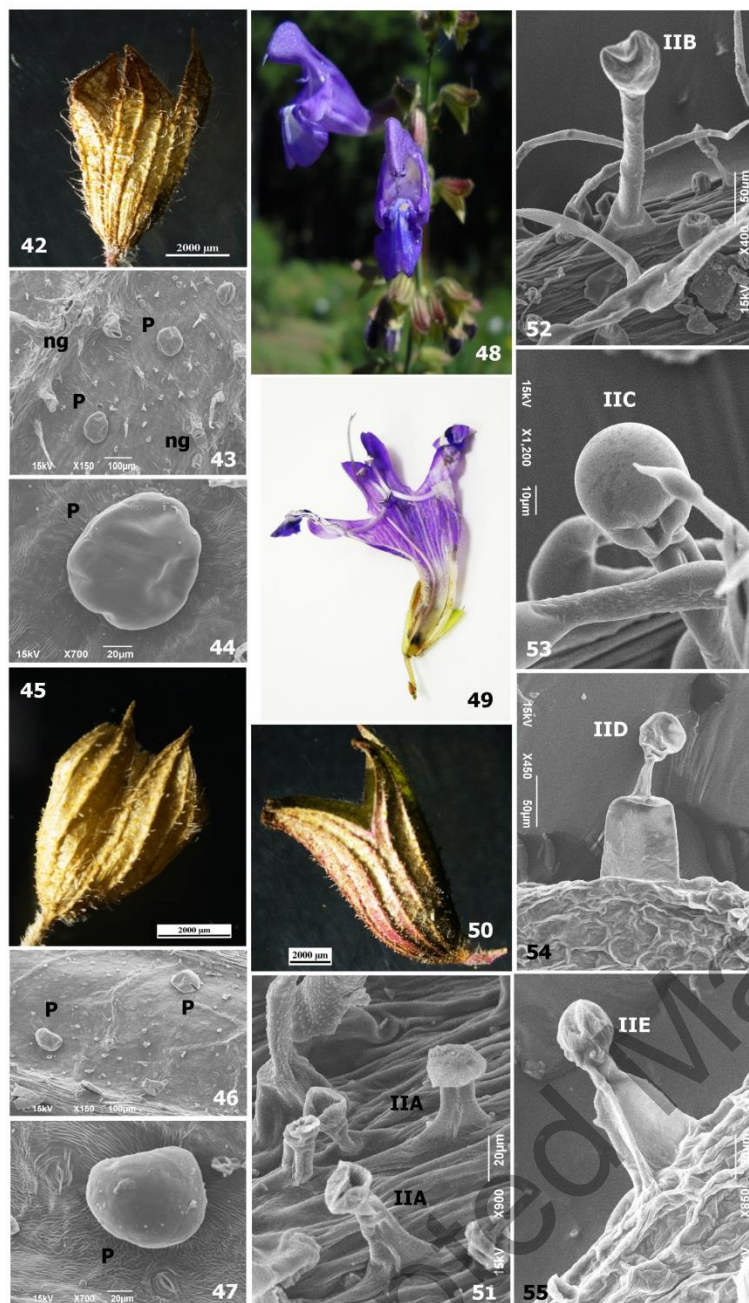 42
2000 µm
P
ng
P
ng
43
15kV X150 100µm
P
44
15kV X700 20µm
45
2000 µm
P
P
46
15kV X150 100µm
P
47
15kV X700 20µm
48
49
50
2000 µm
IIA
IIA
20µm
X900
15kV
51
IIB
50µm
X400
15kV
52
IIC
15kV
X1,200
10µm
53
IID
15kV
X450
50µm
54
IIE
X850
55